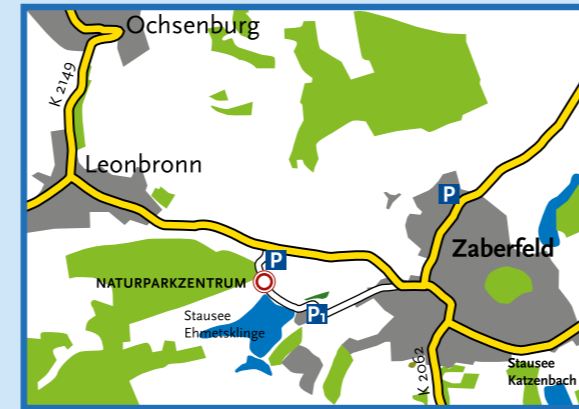 Ochsenburg
K 2149
Leonbronn
P
Zaberfeld
P
NATURPARKZENTRUM
Stausee
Ehmetsklinge
P1
K 2062
Stausee
Katzenbach